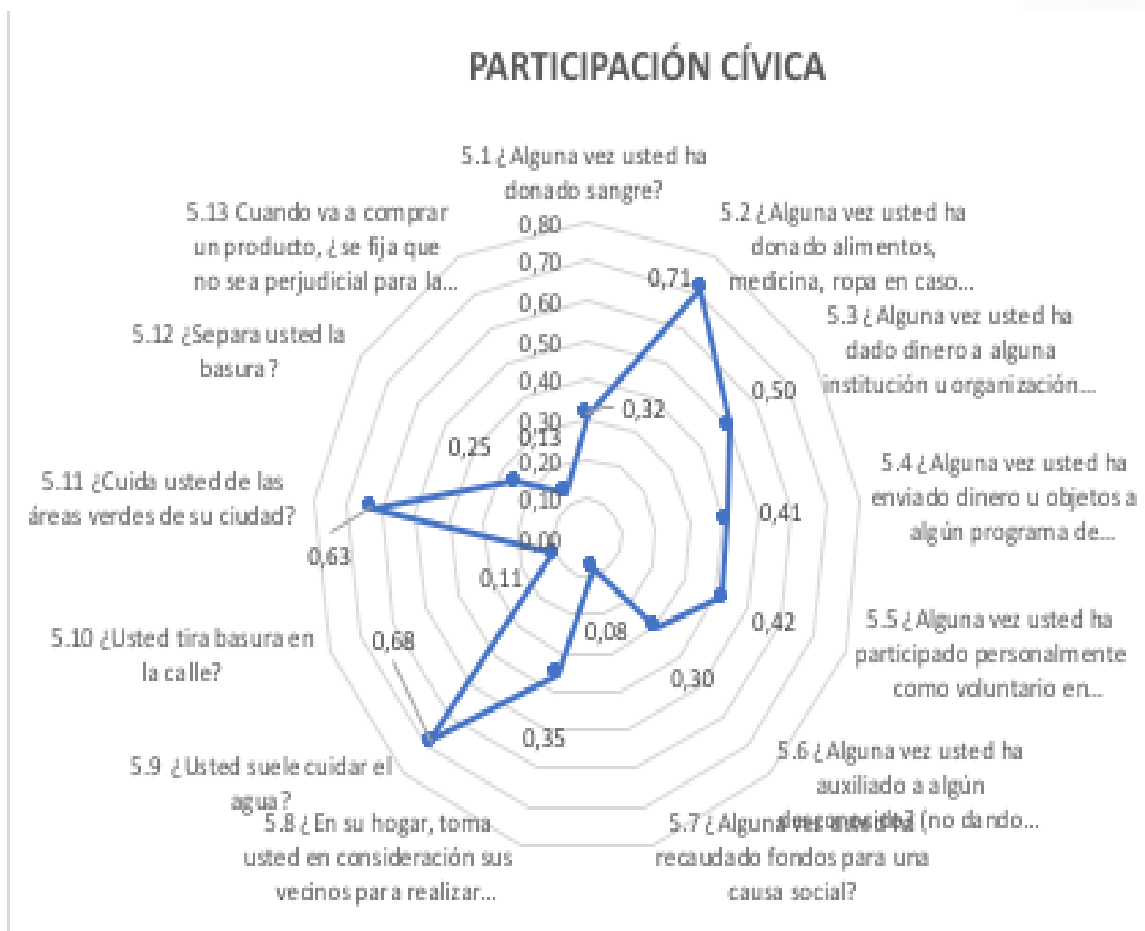 PARTICIPACIÓN CÍVICA
5.1 ¿Alguna vez usted ha
donado sangre?
5.2 ¿Alguna vez usted ha
donado alimentos,
medicina, ropa en caso...
5.3 ¿Alguna vez usted ha
dado dinero a alguna
institución u organización...
5.4 ¿Alguna vez usted ha
enviado dinero u objetos a
algún programa de...
5.5 ¿Alguna vez usted ha
participado personalmente
como voluntario en...
5.6 ¿Alguna vez usted ha
auxiliado a algún
(no dando...
5.7 ¿Alguna
recaudado fondos para una
causa social?
5.8 ¿En su hogar, toma
usted en consideración sus
vecinos para realizar...
5.9 ¿Usted suele cuidar el
agua?
5.10 ¿Usted tira basura en
la calle?
5.11 ¿Cuida usted de las
áreas verdes de su ciudad?
5.12 ¿Separa usted la
basura?
5.13 Cuando va a comprar
un producto, ¿se fija que
no sea perjudicial para la...
0,80
0,70
0,60
0,50
0,40
0,30
0,20
0,10
0,00
0,32
0,71
0,50
0,41
0,42
0,30
0,08
0,35
0,68
0,11
0,63
0,25
0,13